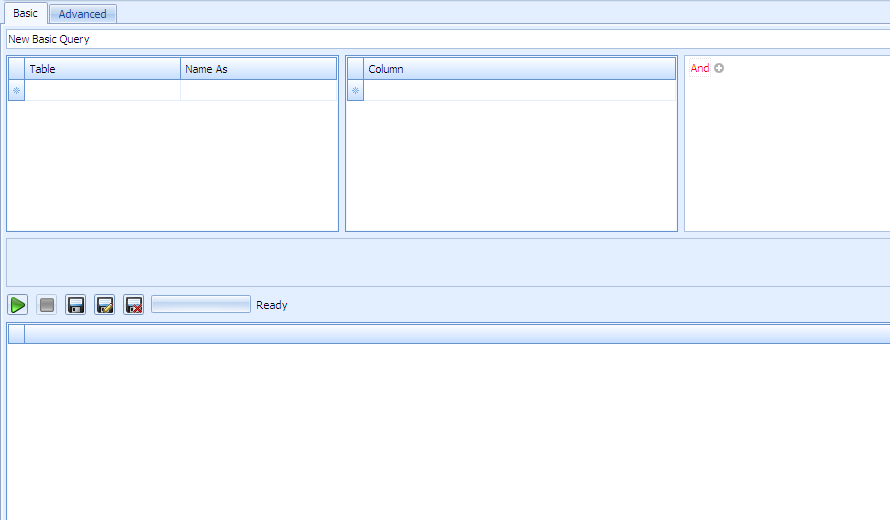 Basic Advanced
New Basic Query
Table Name As Column And
Ready